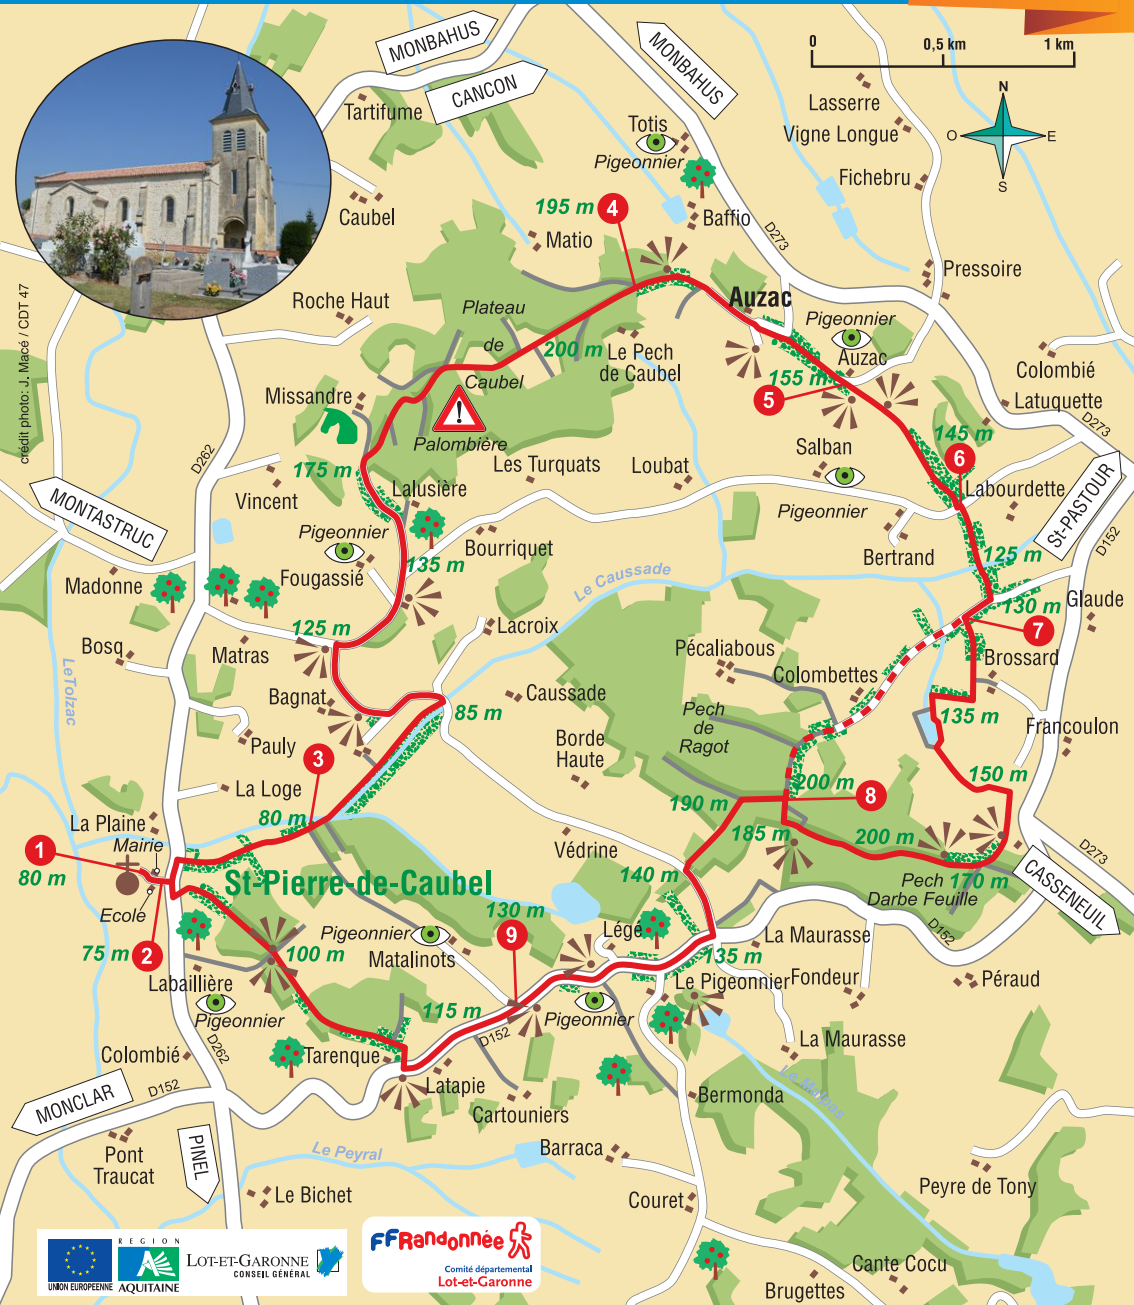 MONBAHUS
CANCON
MONBAHUS
0
0,5 km
1 km
N
O
E
S
Tartifume
Totis
Pigeonnier
Lasserre
Vigne Longue
Fichebru
Caubel
195 m
4
Baffio
Matio
D273
Pressoire
Roche Haut
Plateau
de
Caubel
Auzac
Pigeonnier
Auzac
200 m
Le Pech
de Caubel
155 m
5
Colombié
Latuquette
D273
Missandre
!
Palombière
crédit photo: J. Macé / CDT 47
D262
175 m
Les Turquats
Loubat
Salban
Pigeonnier
145 m
6
Labourdette
St-PASTOUR
D152
MONTASTRUC
Vincent
Lalusière
Pigeonnier
Fougassié
Bourriquet
135 m
Bertrand
125 m
Madonne
Le Caussade
130 m
7
Glaude
125 m
Lacroix
Bosq
Matras
Pécaliabous
Colombettes
Brossard
Le Tolzac
Bagnat
Caussade
85 m
Pech
de
Ragot
135 m
Francoulon
Pauly
3
Borde
Haute
150 m
La Loge
80 m
200 m
8
190 m
La Plaine
Mairie
1
80 m
Ecole
185 m
200 m
D273
Védrine
140 m
Pech
Darbe Feuille
170 m
CASSENEUIL
St-Pierre-de-Caubel
130 m
9
Légé
D152
75 m
2
100 m
Pigeonnier
Matalinots
La Maurasse
135 m
Labaillière
Pigeonnier
115 m
Le Pigeonnier
Fondeur
Péraud
Pigeonnier
D152
La Maurasse
Colombié
D262
Tarenque
Latapie
Le Malbus
MONCLAR
D152
Cartouniers
Bermonda
PINEL
Pont
Traucat
Le Peyral
Barraca
Le Bichet
Couret
Peyre de Tony
Cante Cocu
Brugettes
UNION EUROPEENNE
REGION
AQUITAINE
LOT-ET-GARONNE
CONSEIL GÉNÉRAL
FFRandonnée
Comité départemental
Lot-et-Garonne